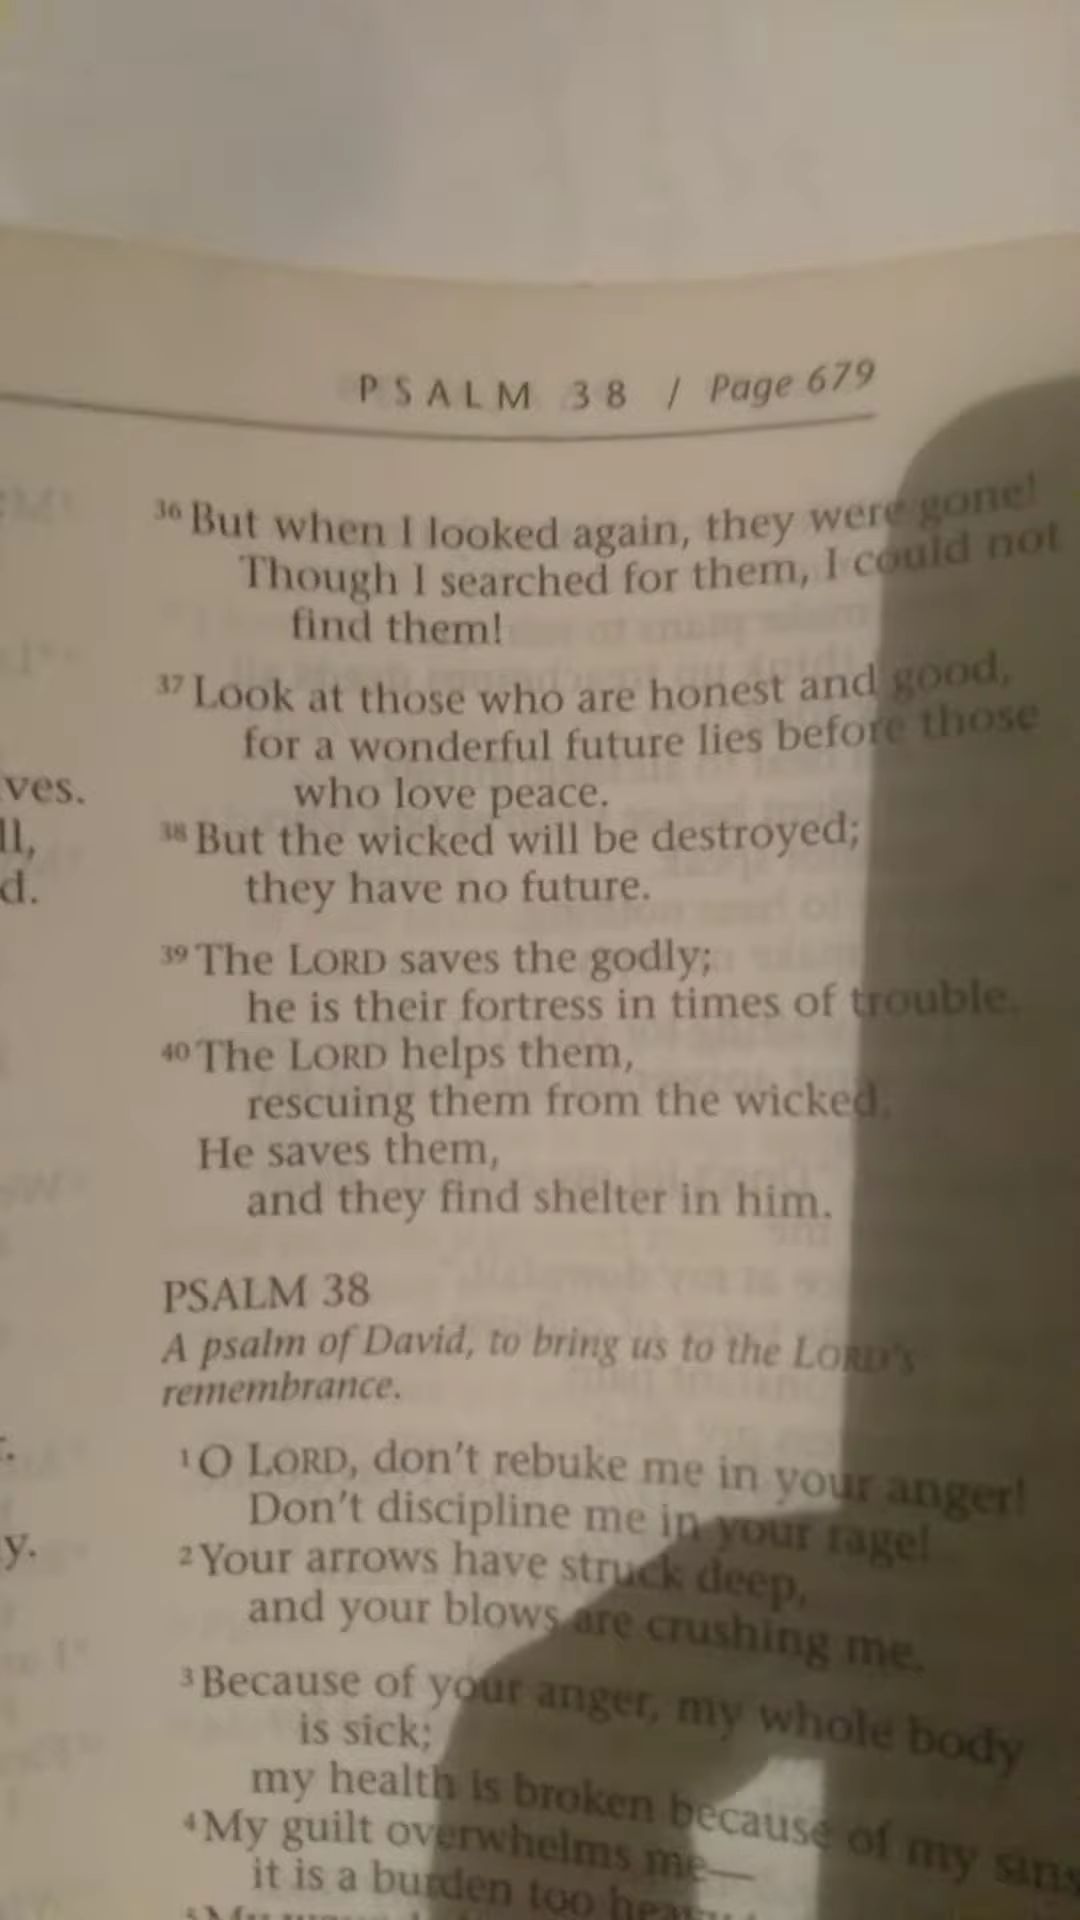 PSALM 38 / Page 679
36 But when I looked again, they were gone!
Though I searched for them, I could not
find them!
37 Look at those who are honest and good,
for a wonderful future lies before those
who love peace.
38 But the wicked will be destroyed;
they have no future.
39 The LORD saves the godly;
he is their fortress in times of trouble.
40 The LORD helps them,
rescuing them from the wicked.
He saves them,
and they find shelter in him.
PSALM 38
A psalm of David, to bring us to the LORD's
remembrance.
1 O LORD, don't rebuke me in your anger!
Don't discipline me in your rage!
2 Your arrows have struck deep,
and your blows are crushing me.
3 Because of your anger, my whole body
is sick;
my health is broken because of my sins
4 My guilt overwhelms me—
it is a burden too
ves.
ll,
d.
y.